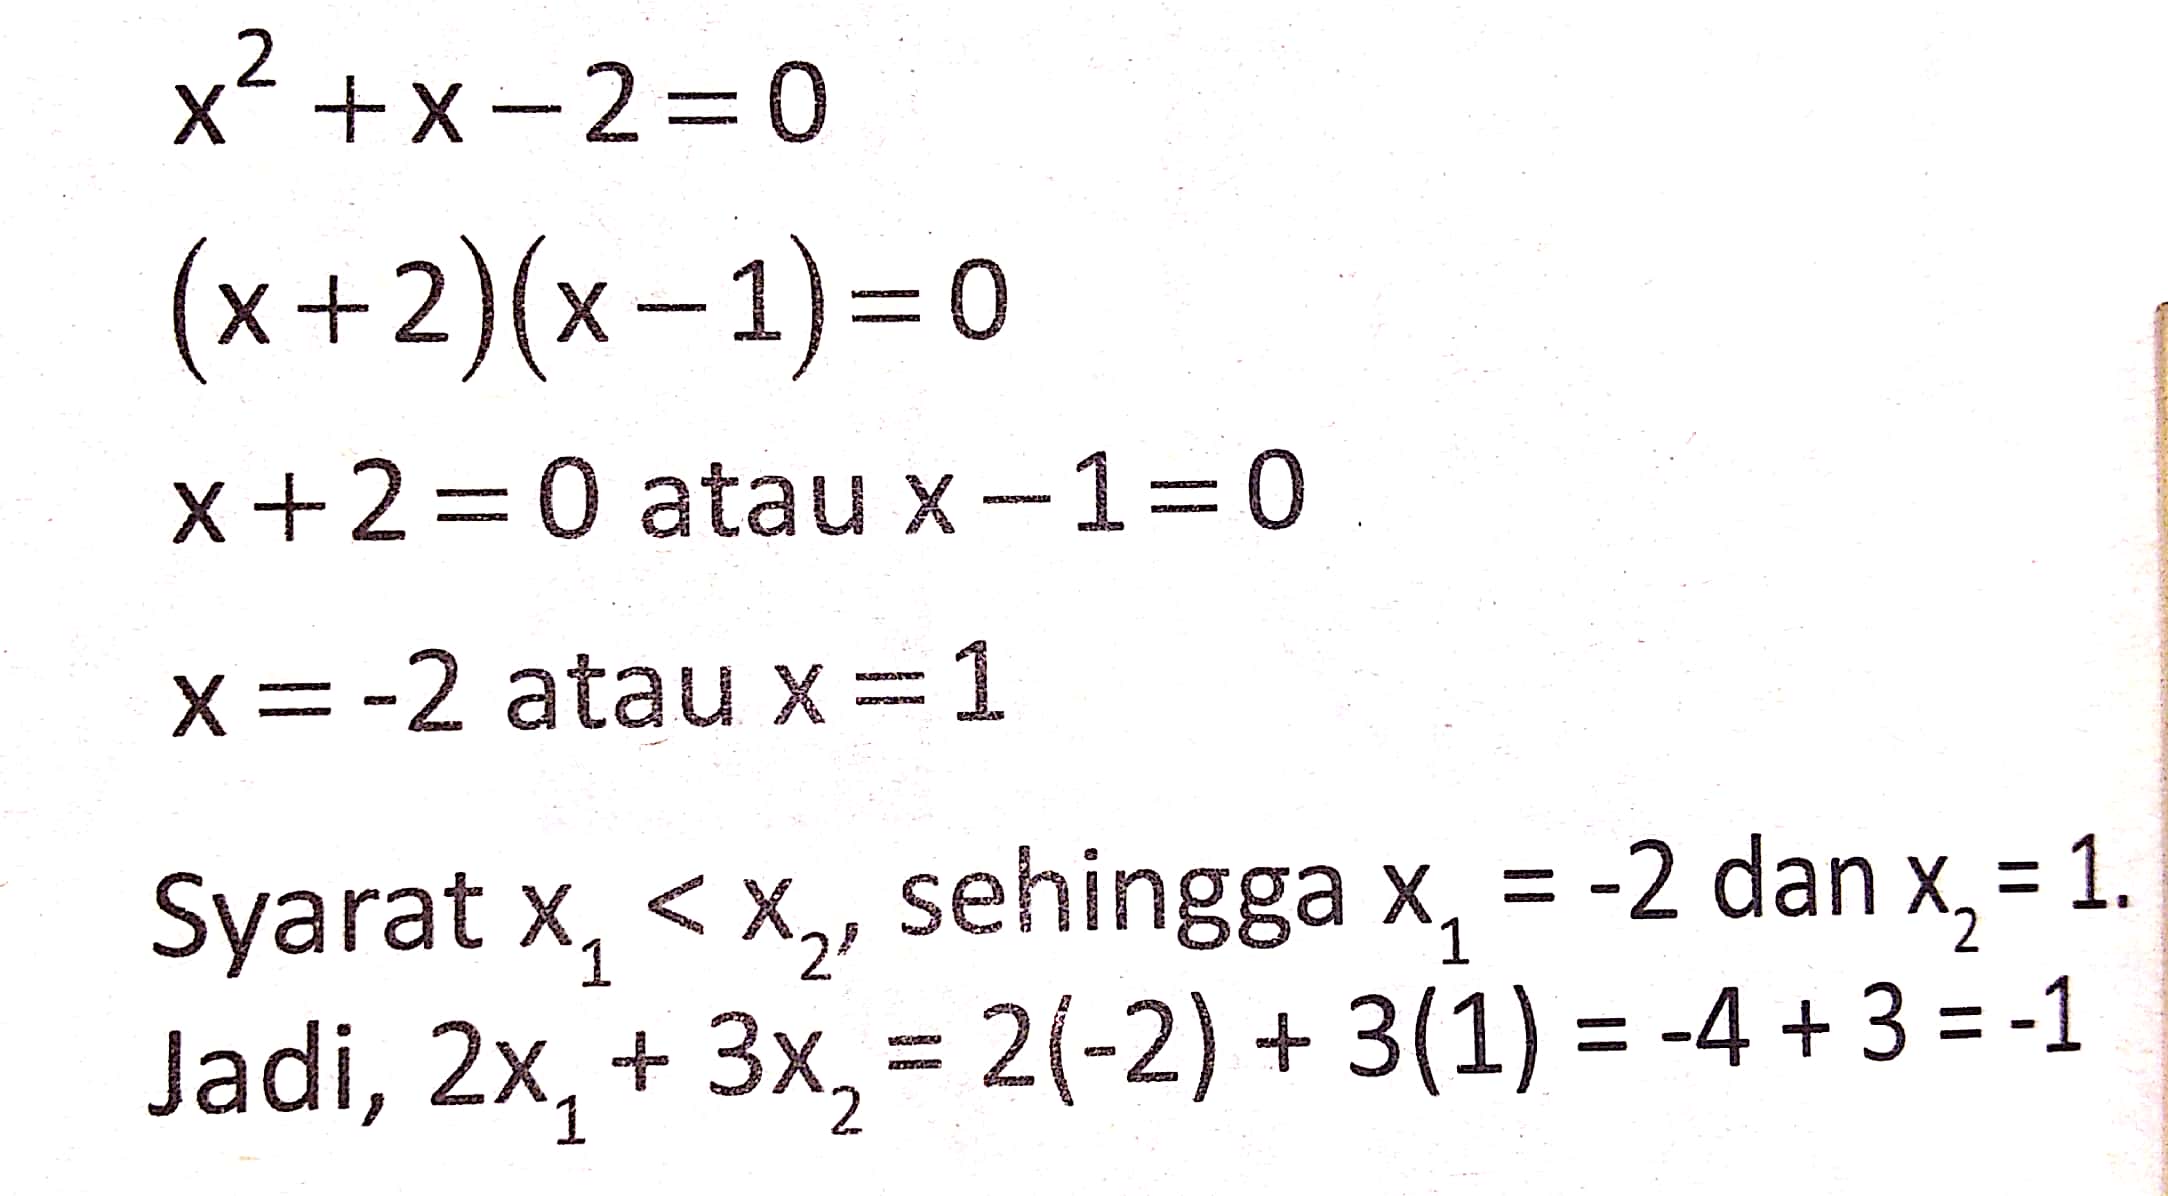 x² + x – 2 = 0
(x + 2)(x – 1) = 0
x + 2 = 0 atau x – 1 = 0
x = -2 atau x = 1
Syarat x₁ < x₂, sehingga x₁ = -2 dan x₂ = 1.
Jadi, 2x₁ + 3x₂ = 2(-2) + 3(1) = -4 + 3 = -1